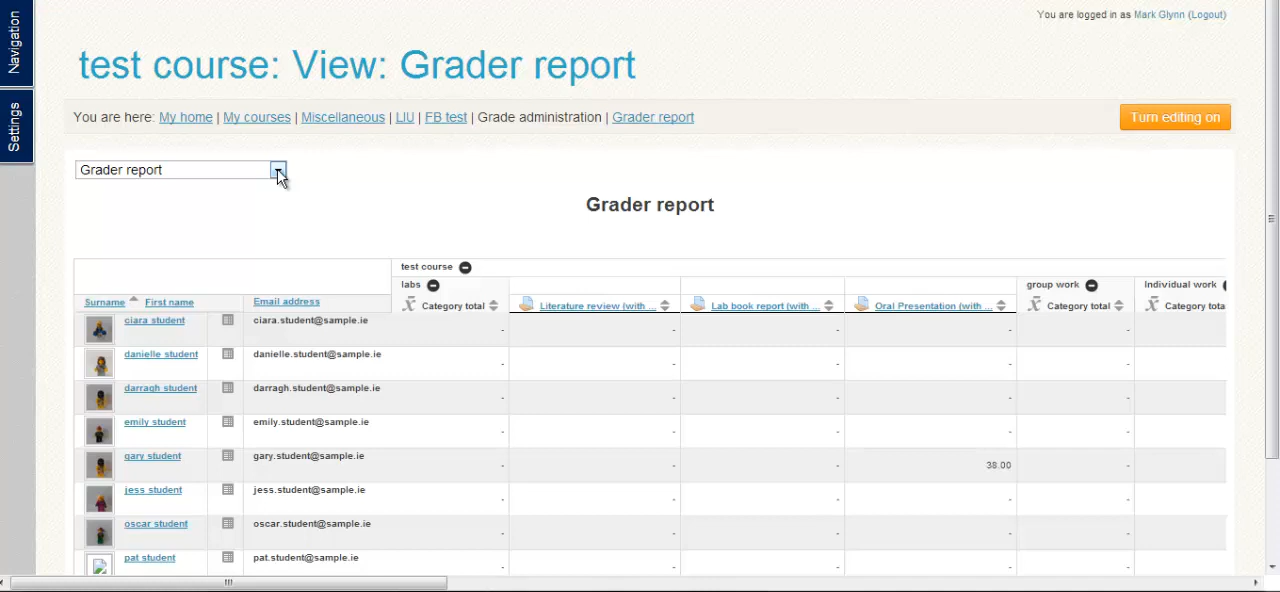 You are logged in as Mark Glynn (Logout)
Navigation
Settings
test course: View: Grader report
You are here: My home | My courses | Miscellaneous | LIU | FB test | Grade administration | Grader report
Turn editing on
Grader report
Grader report
test course
labs
group work
Individual work
Surname First name
Email address
Category total
Literature review (with ...
Lab book report (with ...
Oral Presentation (with ...
Category total
Category tota
ciara student ciara.student@sample.ie - - - - -
danielle student danielle.student@sample.ie - - - - -
darragh student darragh.student@sample.ie - - - - -
emily student emily.student@sample.ie - - - - -
gary student gary.student@sample.ie - - - 38.00 -
jess student jess.student@sample.ie - - - - -
oscar student oscar.student@sample.ie - - - - -
pat student pat.student@sample.ie - - - - -